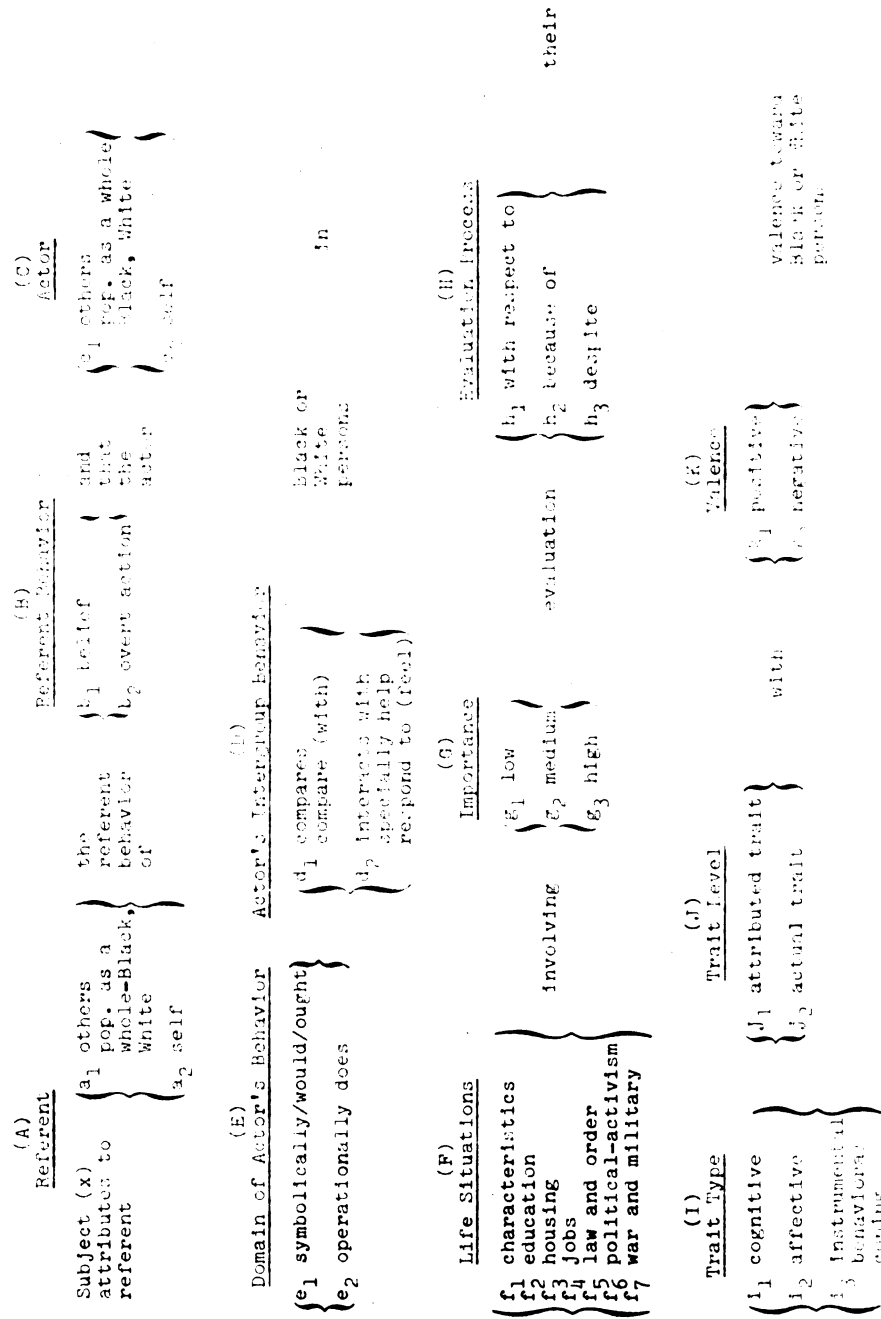 (A)
Referent
Subject (x)
attributes to
referent
a1 others
pop. as a
whole-Black,
White
a2 self
the
referent
behavior
of
(B)
Referent Behavior
b1 belief
b2 overt action
and
that
the
actor
(C)
Actor
c1 others
pop. as a whole
Black, White
c2 self
(E)
Domain of Actor's Behavior
e1 symbolically/would/ought
e2 operationally does
(D)
Actor's Intergroup Behavior
d1 compares
compare (with)
d2 interacts with
specially help
respond to (feel)
Black or
White
persons
in
(F)
Life Situations
f1 characteristics
f2 education
f3 housing
f4 jobs
f5 law and order
f6 political-activism
f7 war and military
involving
(G)
Importance
g1 low
g2 medium
g3 high
evaluation
(H)
Evaluation Process
h1 with respect to
h2 because of
h3 despite
their
(I)
Trait Type
i1 cognitive
i2 affective
i3 instrumental
behavioral
(J)
Trait Level
J1 attributed trait
J2 actual trait
with
(K)
Valence
k1 positive
negative
valence toward
Black or White
person